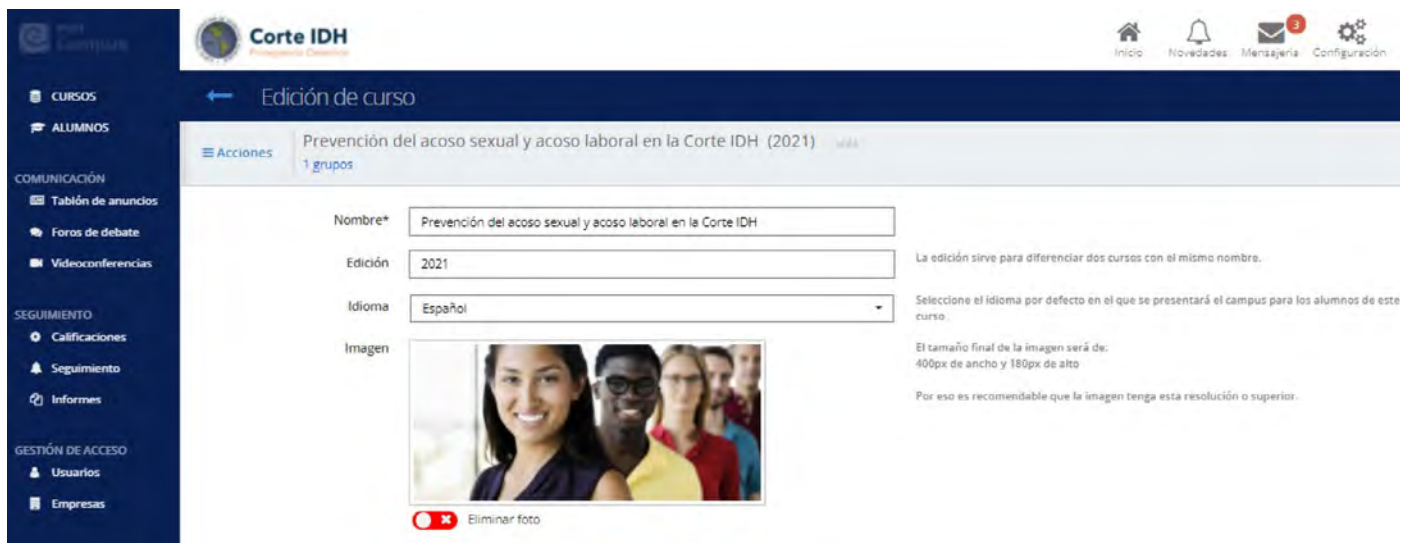 Campus
Corte IDH
Inicio
Novedades
3
Mensajería
Configuración
CURSOS
ALUMNOS
COMUNICACIÓN
Tablón de anuncios
Foros de debate
Videoconferencias
SEGUIMIENTO
Calificaciones
Seguimiento
Informes
GESTIÓN DE ACCESO
Usuarios
Empresas
Edición de curso
Acciones
Prevención del acoso sexual y acoso laboral en la Corte IDH (2021)
1 grupos
Nombre*
Prevención del acoso sexual y acoso laboral en la Corte IDH
Edición
2021
La edición sirve para diferenciar dos cursos con el mismo nombre.
Idioma
Español
Seleccione el idioma por defecto en el que se presentará el campus para los alumnos de este
curso
Imagen
El tamaño final de la imagen será de:
400px de ancho y 180px de alto
Por eso es recomendable que la imagen tenga esta resolución o superior.
Eliminar foto